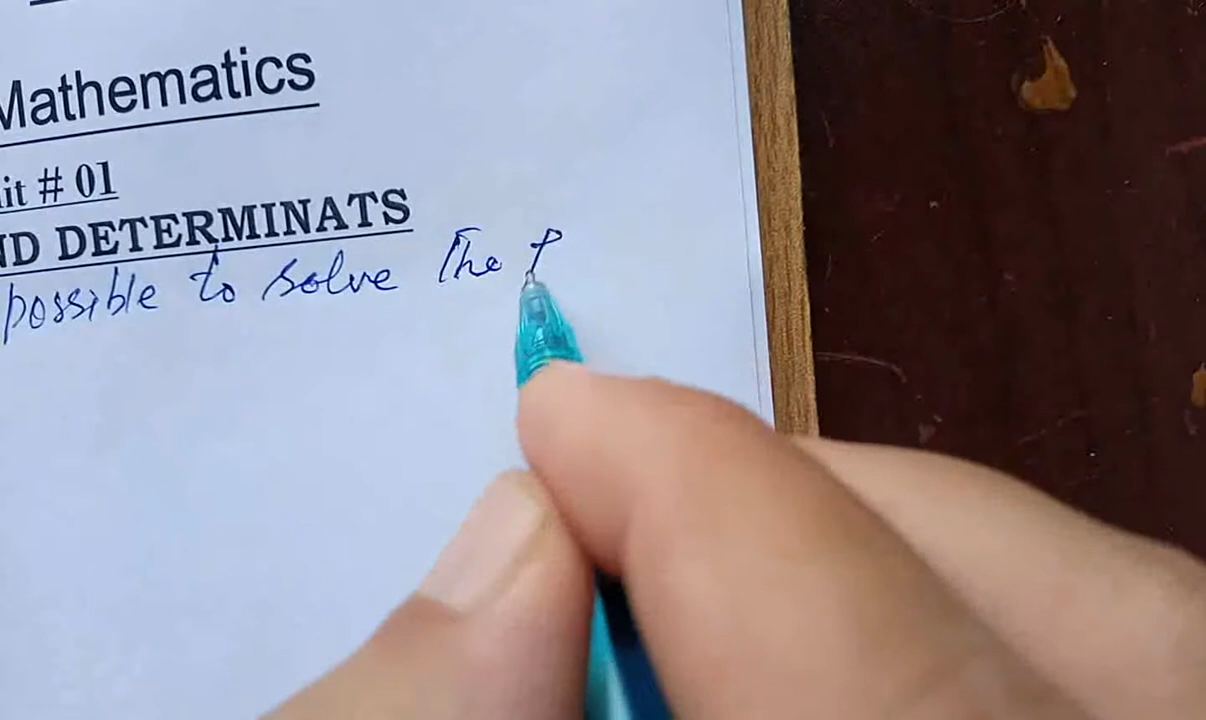 Mathematics
it # 01
ND DETERMINATS
possible to solve the